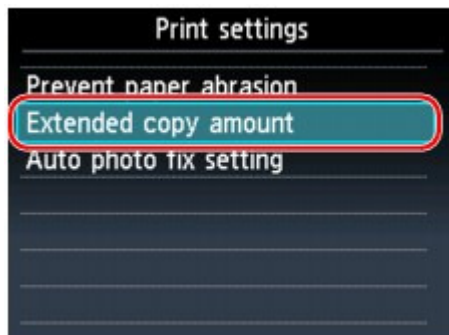 Print settings
Prevent paper abrasion
Extended copy amount
Auto photo fix setting